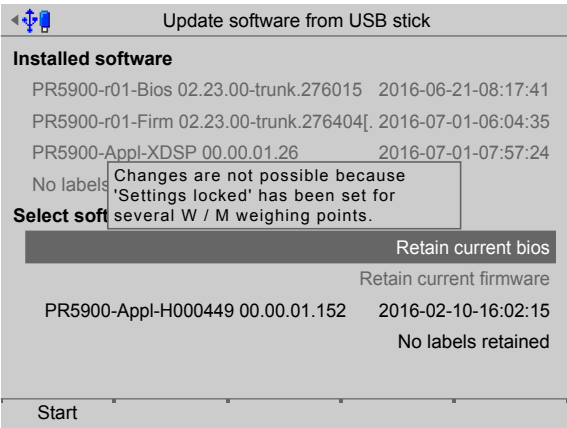 Update software from USB stick
Installed software
PR5900-r01-Bios 02.23.00-trunk.276015 2016-06-21-08:17:41
PR5900-r01-Firm 02.23.00-trunk.276404[. 2016-07-01-06:04:35
PR5900-Appl-XDSP 00.00.01.26 2016-07-01-07:57:24
No labels
Changes are not possible because
'Settings locked' has been set for
several W / M weighing points.
Select soft
Retain current bios
Retain current firmware
PR5900-Appl-H000449 00.00.01.152 2016-02-10-16:02:15
No labels retained
Start